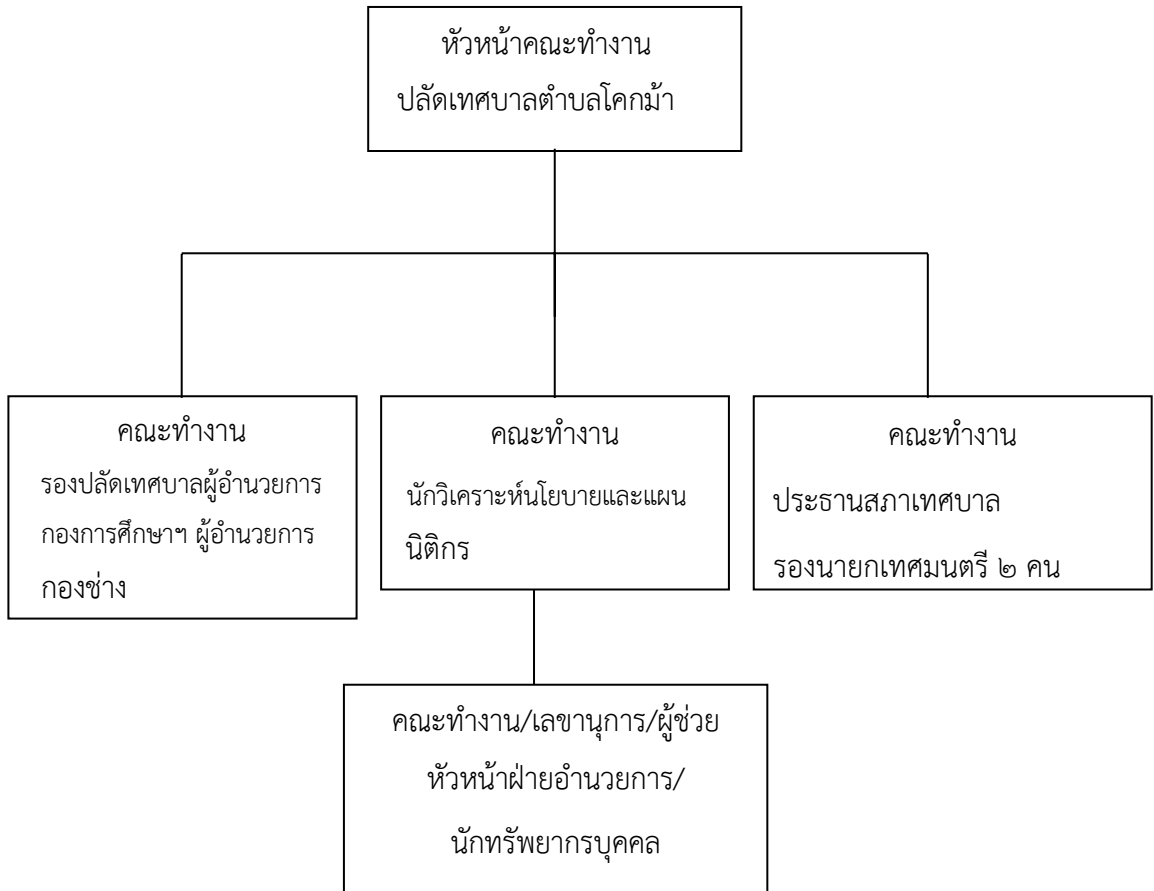 หัวหน้าคณะทำงาน
ปลัดเทศบาลตำบลโคกม้า
คณะทำงาน
รองปลัดเทศบาลผู้อำนวยการ
กองการศึกษาฯ ผู้อำนวยการ
กองช่าง
คณะทำงาน
นักวิเคราะห์นโยบายและแผน
นิติกร
คณะทำงาน
ประธานสภาเทศบาล
รองนายกเทศมนตรี ๒ คน
คณะทำงาน/เลขานุการ/ผู้ช่วย
หัวหน้าฝ่ายอำนวยการ/
นักทรัพยากรบุคคล